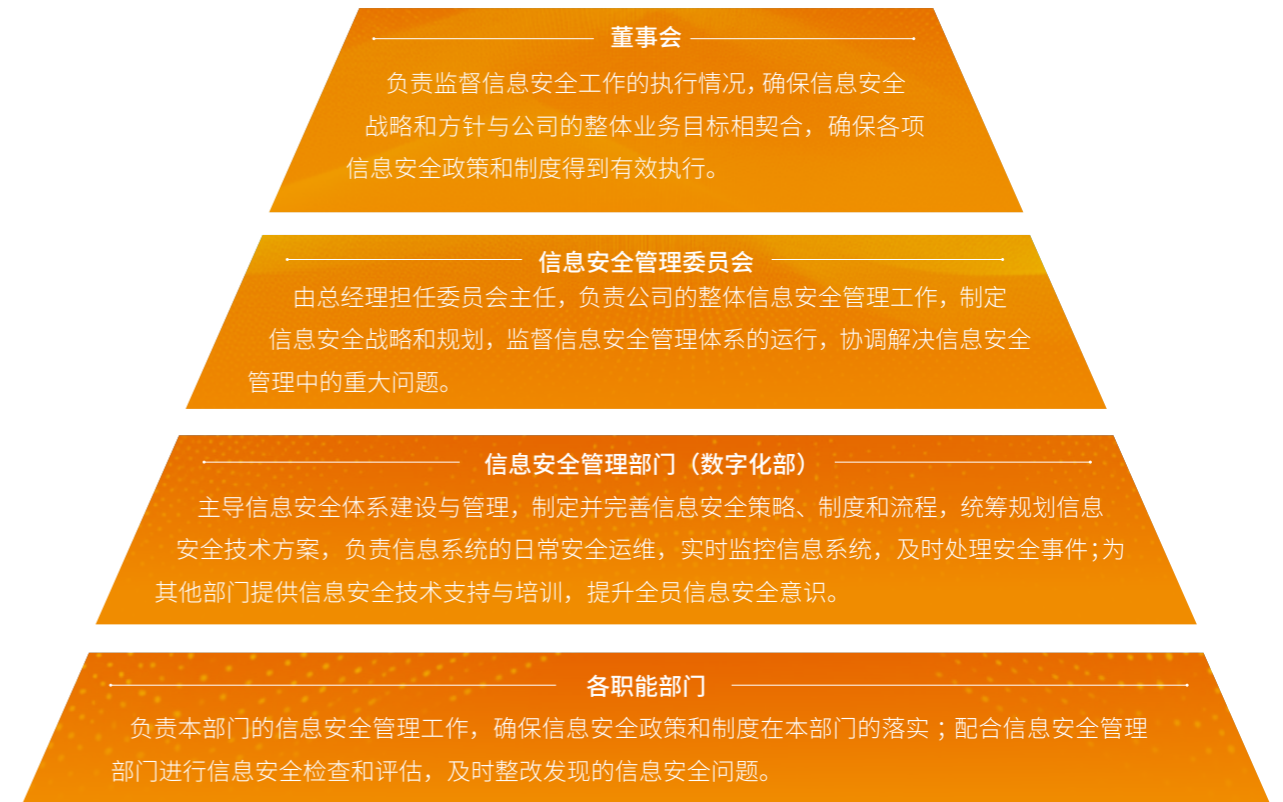 董事会
负责监督信息安全工作的执行情况，确保信息安全
战略和方针与公司的整体业务目标相契合，确保各项
信息安全政策和制度得到有效执行。
信息安全管理委员会
由总经理担任委员会主任，负责公司的整体信息安全管理工作，制定
信息安全战略和规划，监督信息安全管理体系的运行，协调解决信息安全
管理中的重大问题。
信息安全管理部门（数字化部）
主导信息安全体系建设与管理，制定并完善信息安全策略、制度和流程，统筹规划信息
安全技术方案，负责信息系统的日常安全运维，实时监控信息系统，及时处理安全事件；为
其他部门提供信息安全技术支持与培训，提升全员信息安全意识。
各职能部门
负责本部门的信息安全管理工作，确保信息安全政策和制度在本部门的落实；配合信息安全管理
部门进行信息安全检查和评估，及时整改发现的信息安全问题。